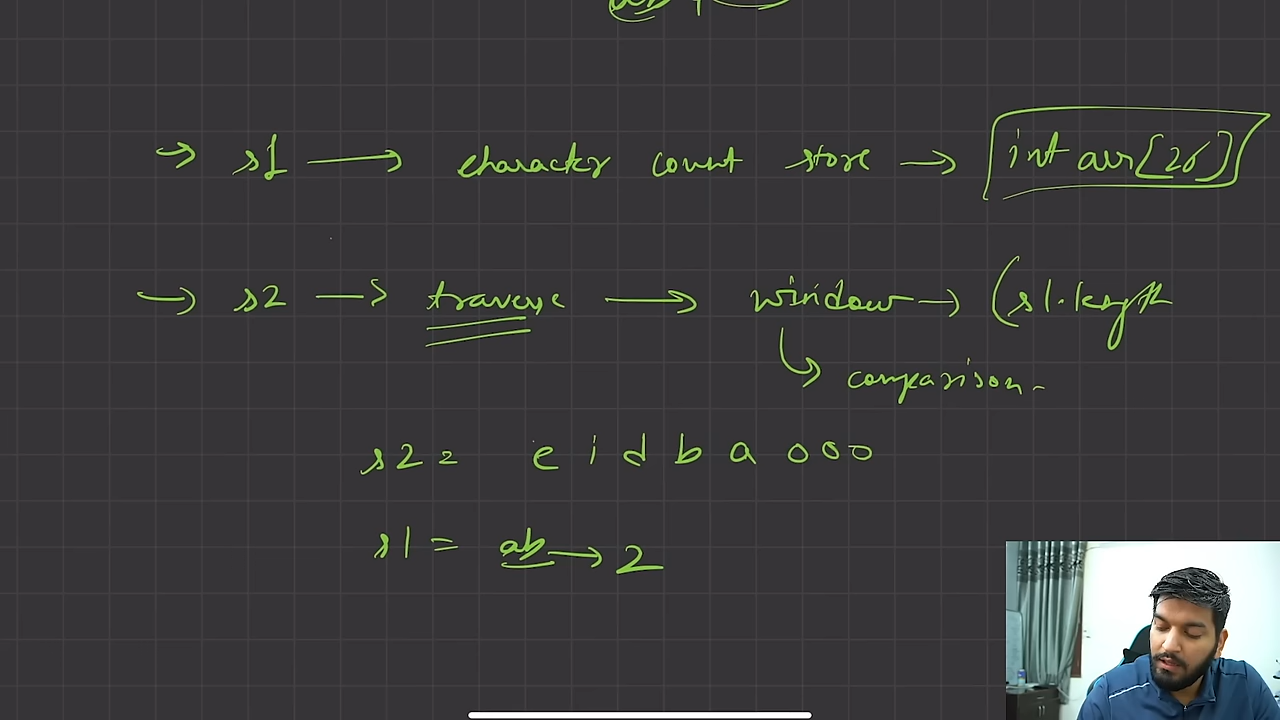 → s1 → character count store → int arr[26]
→ s2 → traverse → window → (s1.length
↳ comparison -
s2 = e i d b a o o o
s1 = ab → 2